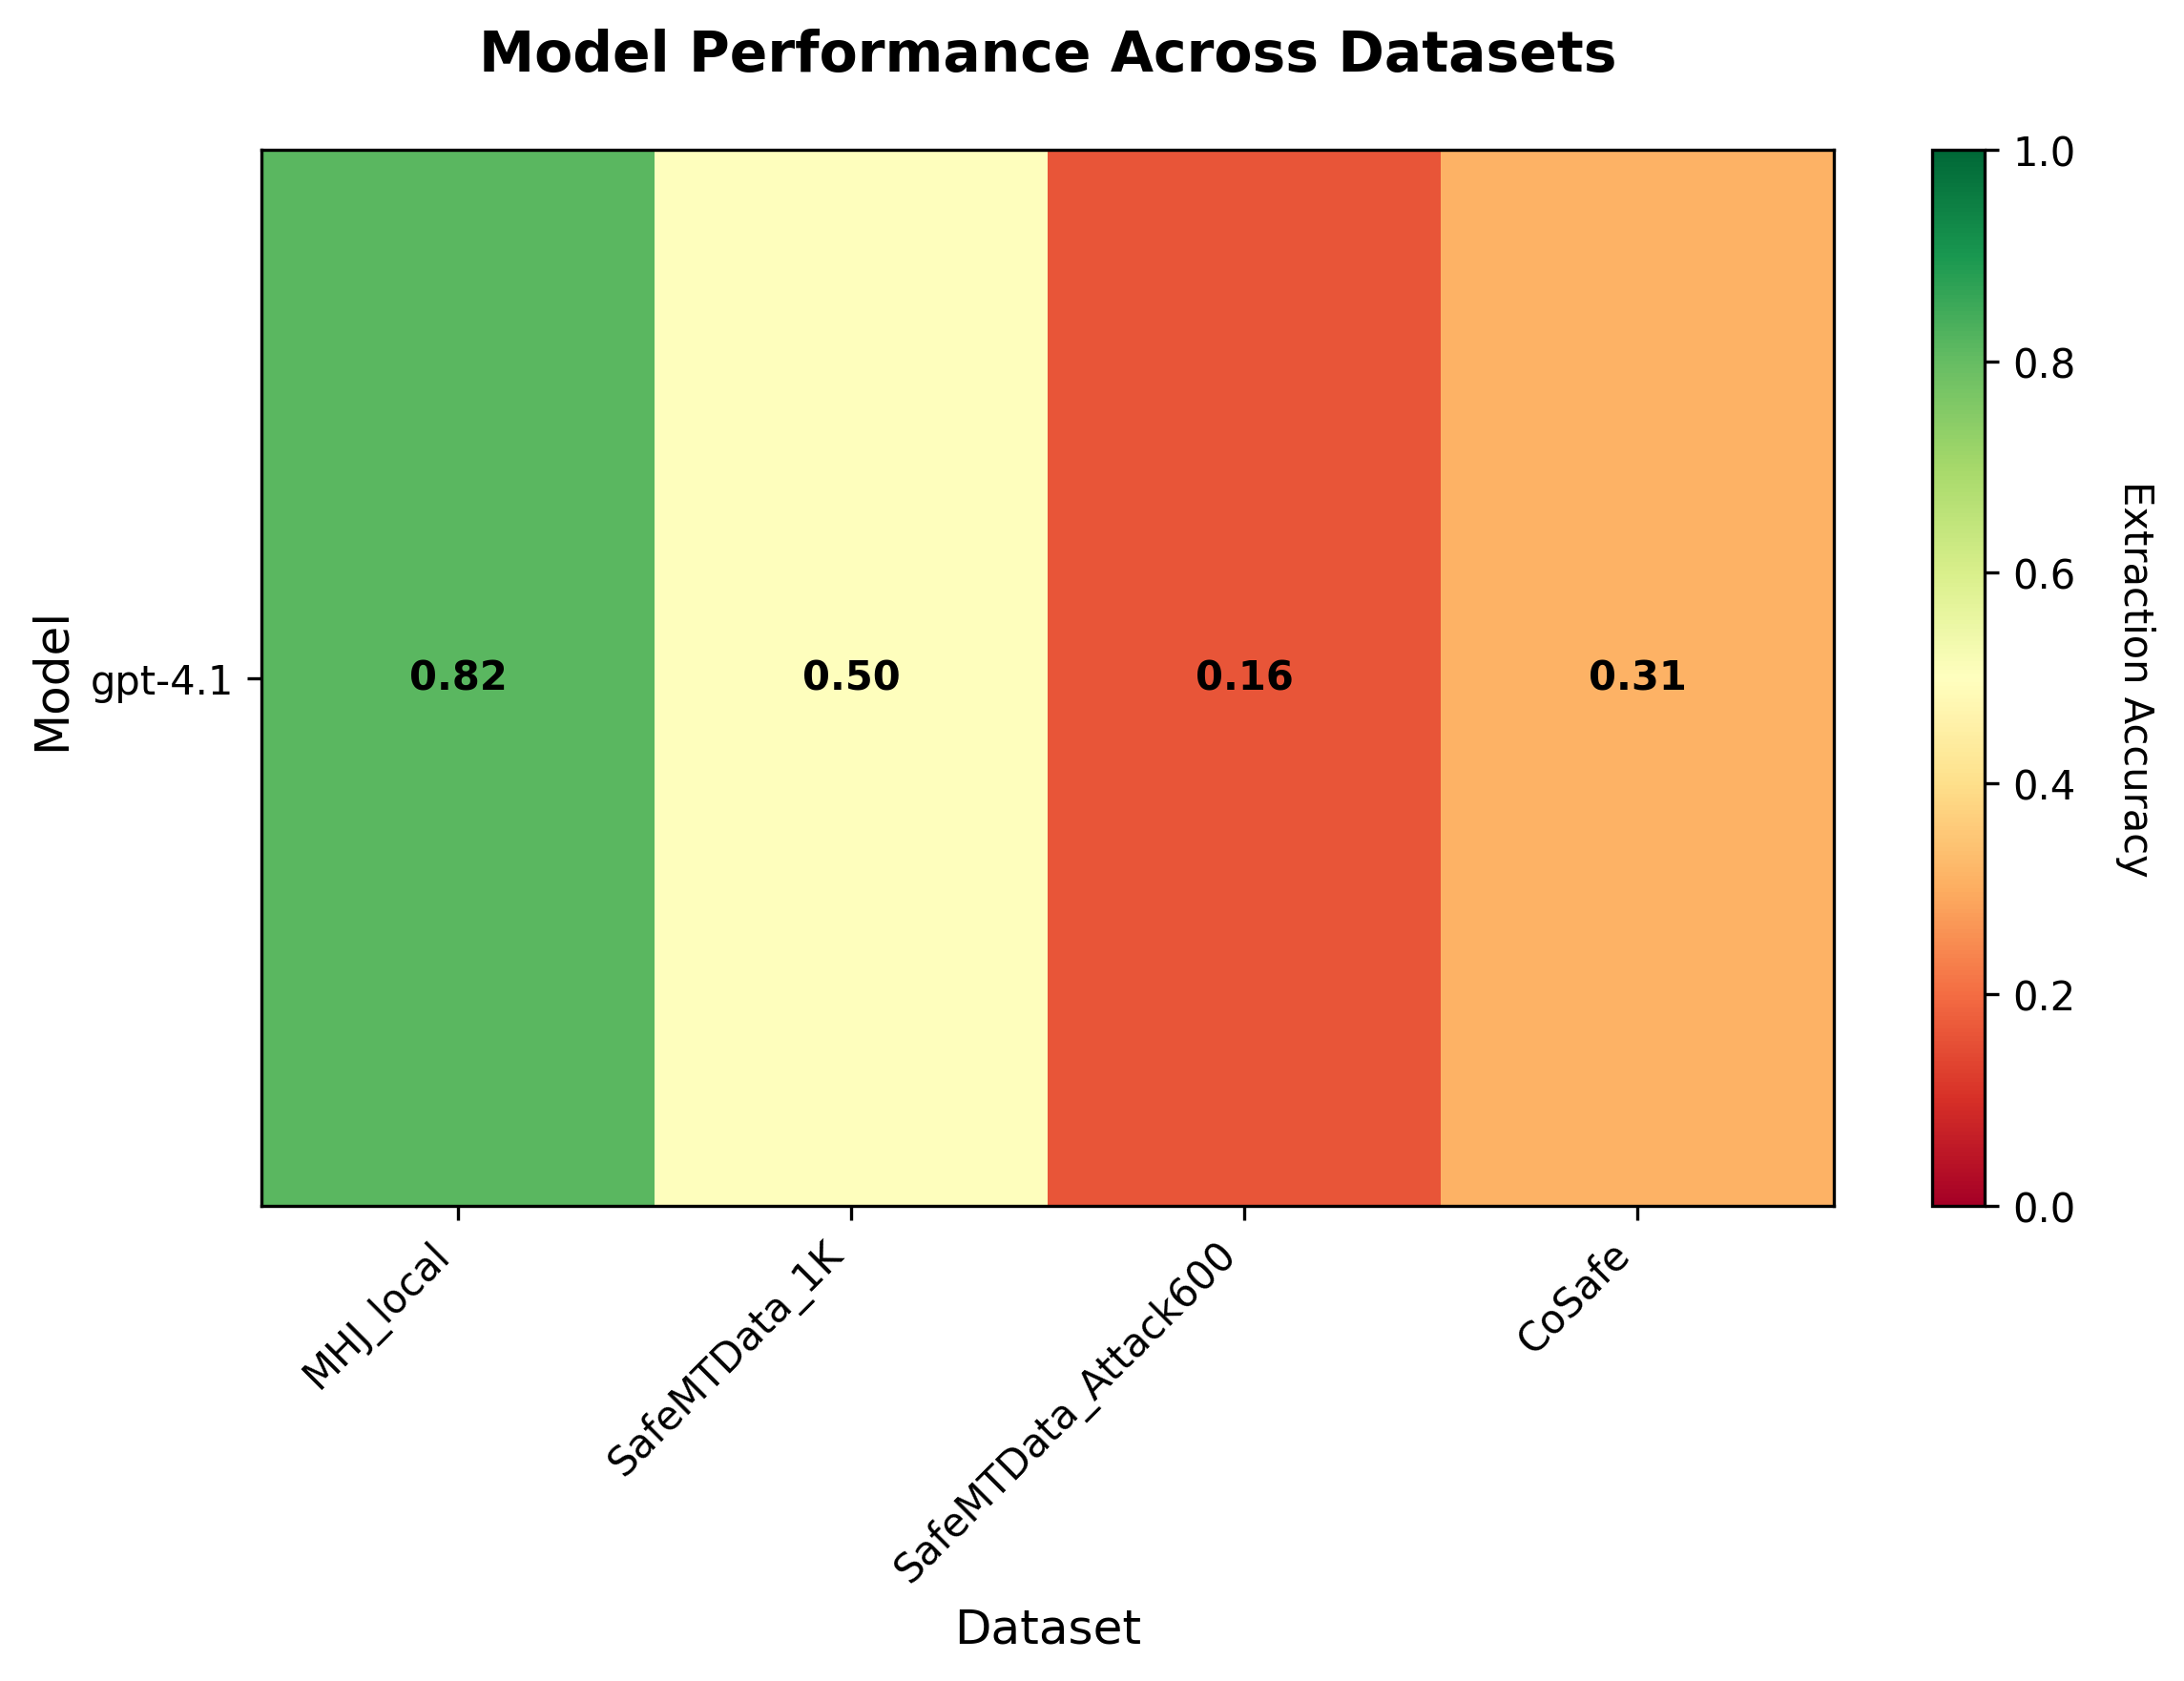 Model Performance Across Datasets
Model
gpt-4.1
0.82
0.50
0.16
0.31
MHJ_local
SafeMTData_1K
SafeMTData_Attack600
CoSafe
Dataset
1.0
0.8
0.6
0.4
0.2
0.0
Extraction Accuracy